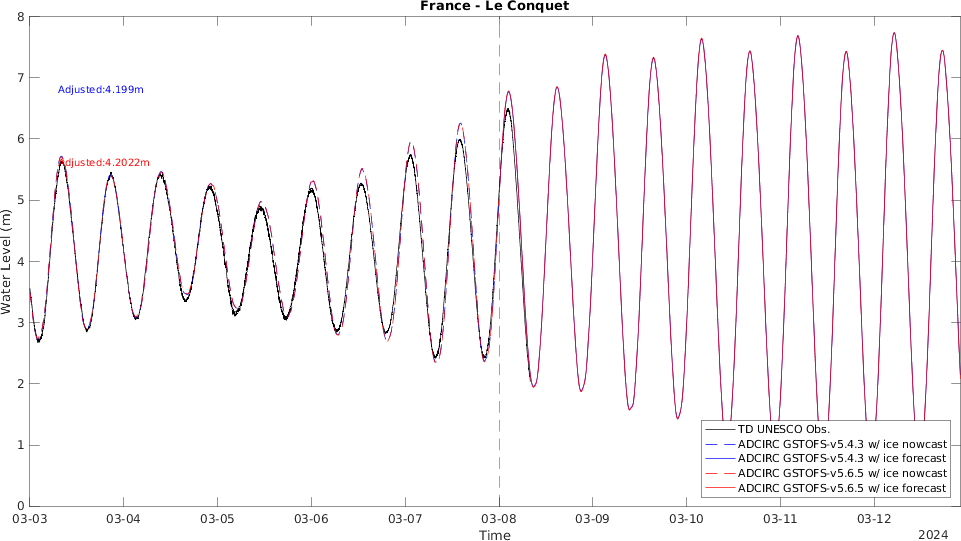 France - Le Conquet
8
7
6
5
4
3
2
1
0
Water Level (m)
Adjusted:4.199m
Adjusted:4.2022m
TD UNESCO Obs.
ADCIRC GSTOFS-v5.4.3 w/ ice nowcast
ADCIRC GSTOFS-v5.4.3 w/ ice forecast
ADCIRC GSTOFS-v5.6.5 w/ ice nowcast
ADCIRC GSTOFS-v5.6.5 w/ ice forecast
03-03 03-04 03-05 03-06 03-07 03-08 03-09 03-10 03-11 03-12
Time
2024